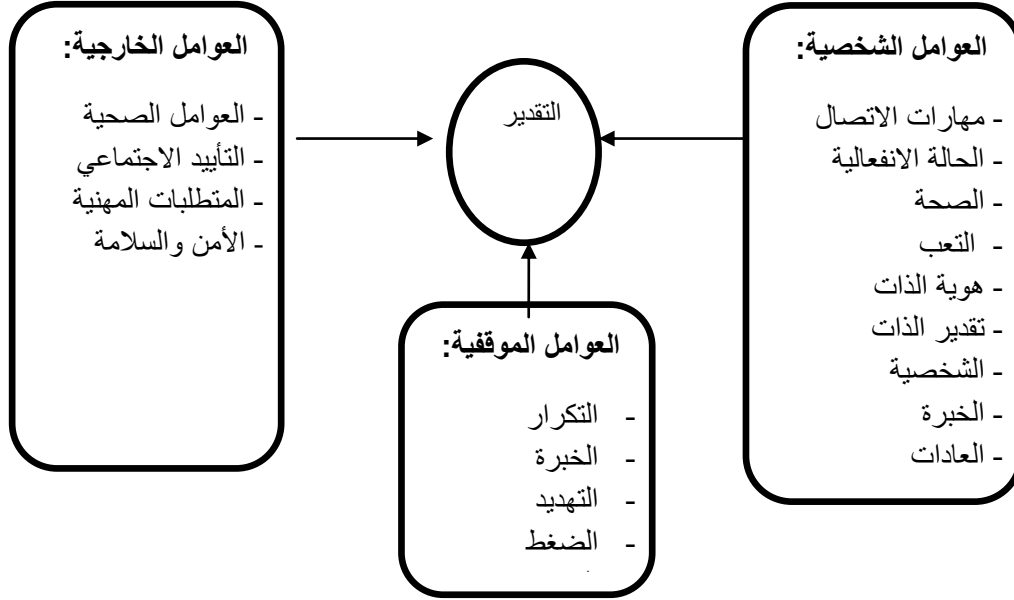 العوامل الشخصية:
- مهارات الاتصال
- الحالة الانفعالية
- الصحة
- التعب
- هوية الذات
- تقدير الذات
- الشخصية
- الخبرة
- العادات
التقدير
العوامل الخارجية:
- العوامل الصحية
- التأييد الاجتماعي
- المتطلبات المهنية
- الأمن والسلامة
العوامل الموقفية:
- التكرار
- الخبرة
- التهديد
- الضغط